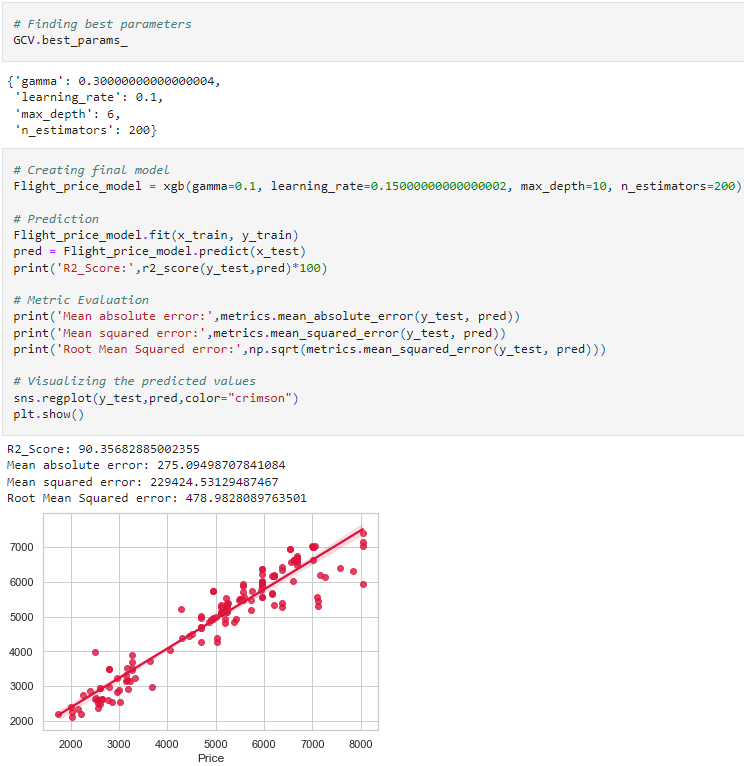 # Finding best parameters
GCV.best_params_
{'gamma': 0.30000000000000004,
'learning_rate': 0.1,
'max_depth': 6,
'n_estimators': 200}
# Creating final model
Flight_price_model = xgb(gamma=0.1, learning_rate=0.15000000000000002, max_depth=10, n_estimators=200)
# Prediction
Flight_price_model.fit(x_train, y_train)
pred = Flight_price_model.predict(x_test)
print('R2_Score:',r2_score(y_test,pred)*100)
# Metric Evaluation
print('Mean absolute error:',metrics.mean_absolute_error(y_test, pred))
print('Mean squared error:',metrics.mean_squared_error(y_test, pred))
print('Root Mean Squared error:',np.sqrt(metrics.mean_squared_error(y_test, pred)))
# Visualizing the predicted values
sns.regplot(y_test,pred,color="crimson")
plt.show()
R2_Score: 90.35682885002355
Mean absolute error: 275.09498707841084
Mean squared error: 229424.53129487467
Root Mean Squared error: 478.9828089763501
7000
6000
5000
4000
3000
2000
2000 3000 4000 5000 6000 7000 8000
Price